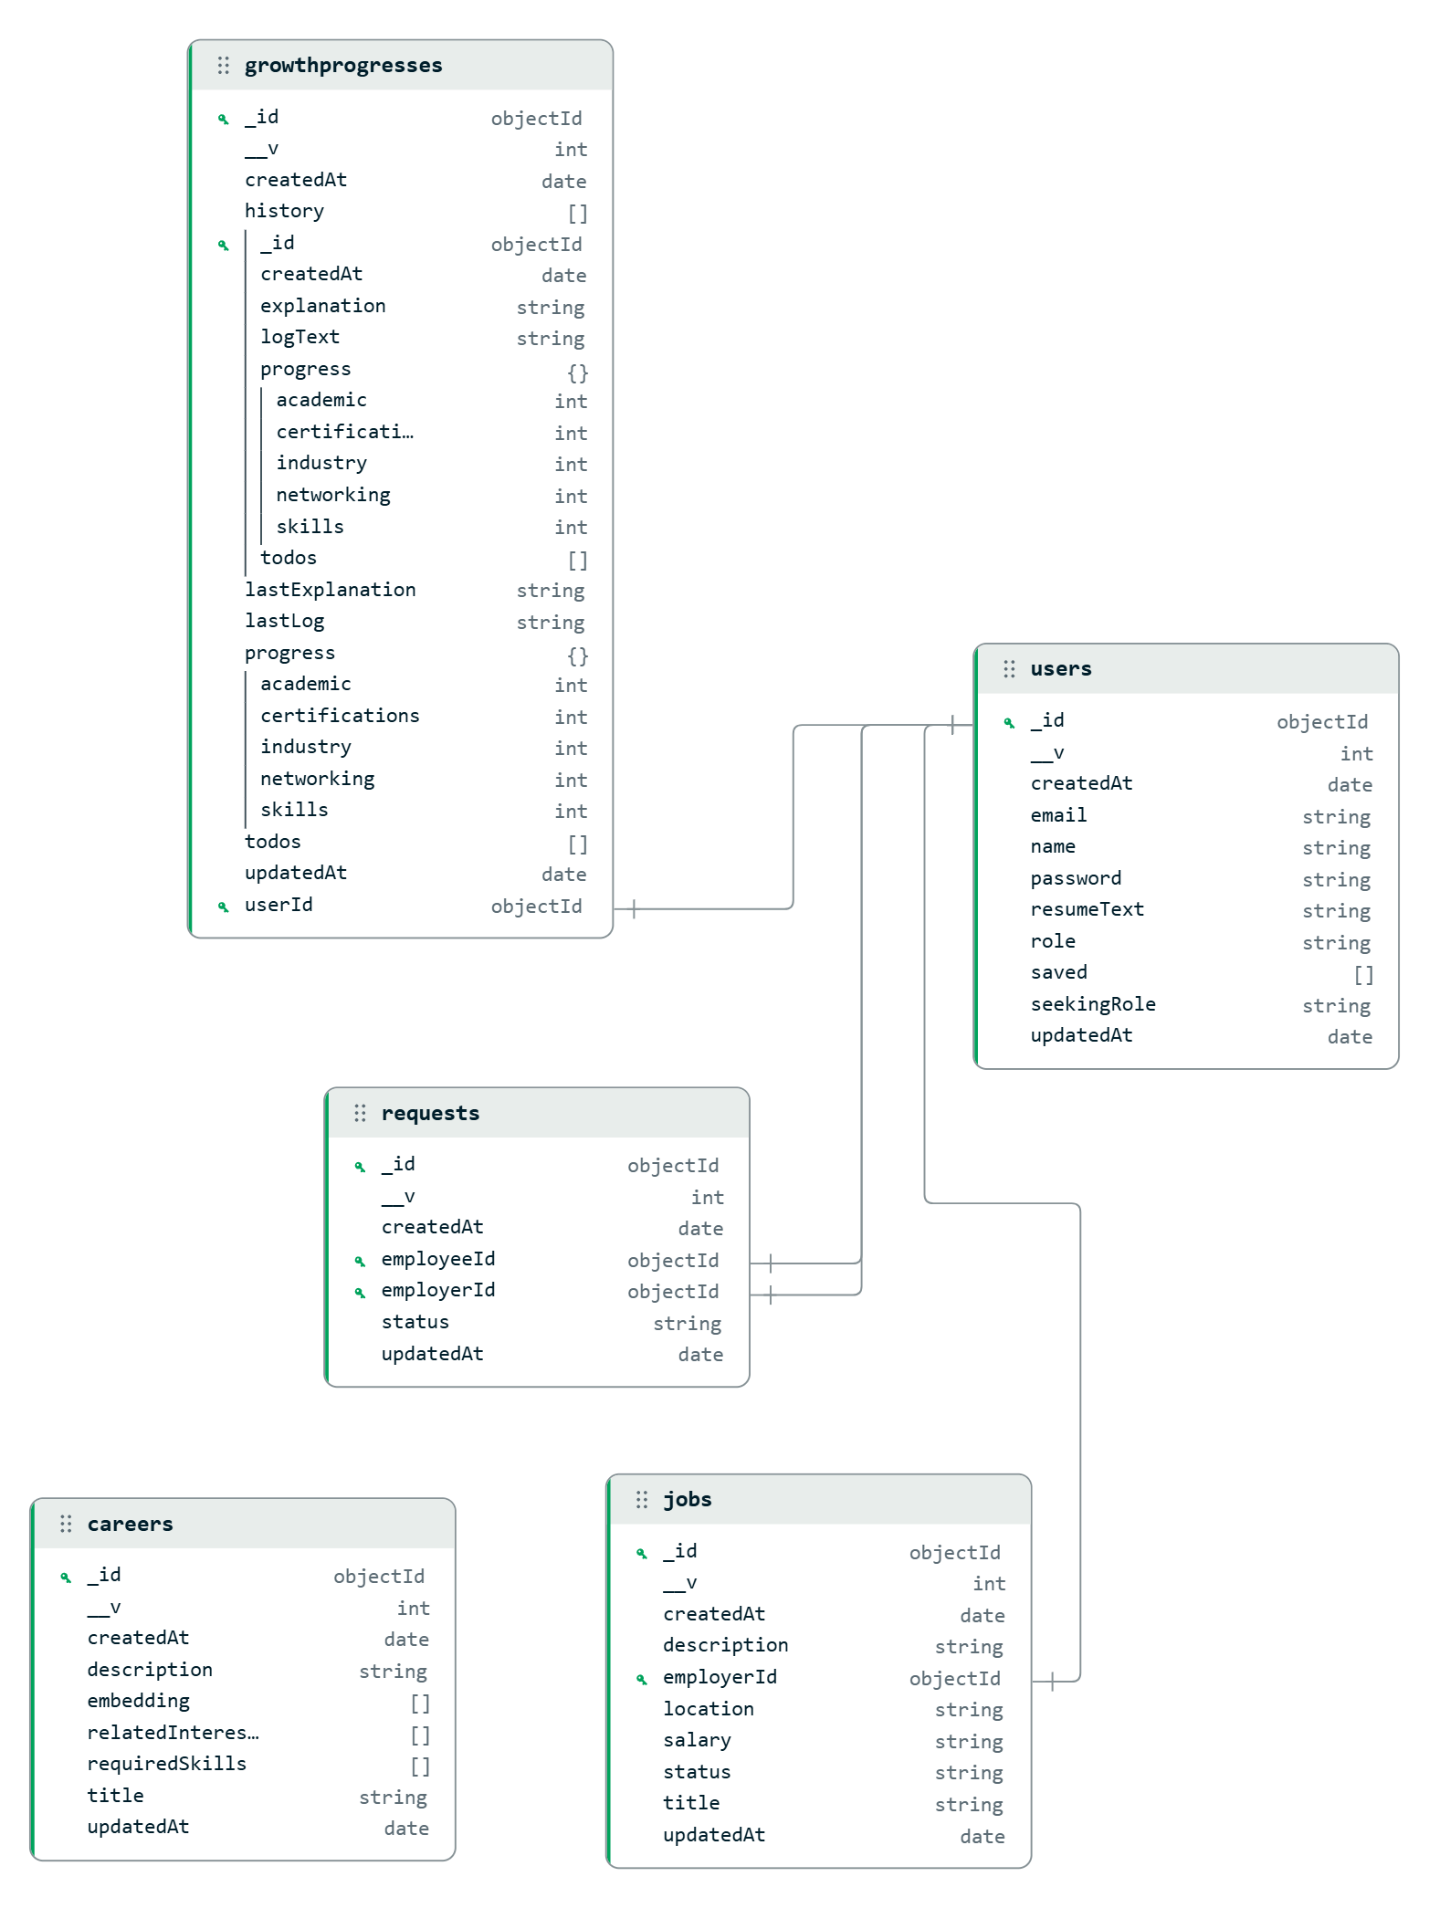 growthprogresses
_id objectId
__v int
createdAt date
history []
_id objectId
createdAt date
explanation string
logText string
progress {}
academic int
certificati… int
industry int
networking int
skills int
todos []
lastExplanation string
lastLog string
progress {}
academic int
certifications int
industry int
networking int
skills int
todos []
updatedAt date
userId objectId
users
_id objectId
__v int
createdAt date
email string
name string
password string
resumeText string
role string
saved []
seekingRole string
updatedAt date
requests
_id objectId
__v int
createdAt date
employeeId objectId
employerId objectId
status string
updatedAt date
careers
_id objectId
__v int
createdAt date
description string
embedding []
relatedInteres… []
requiredSkills []
title string
updatedAt date
jobs
_id objectId
__v int
createdAt date
description string
employerId objectId
location string
salary string
status string
title string
updatedAt date